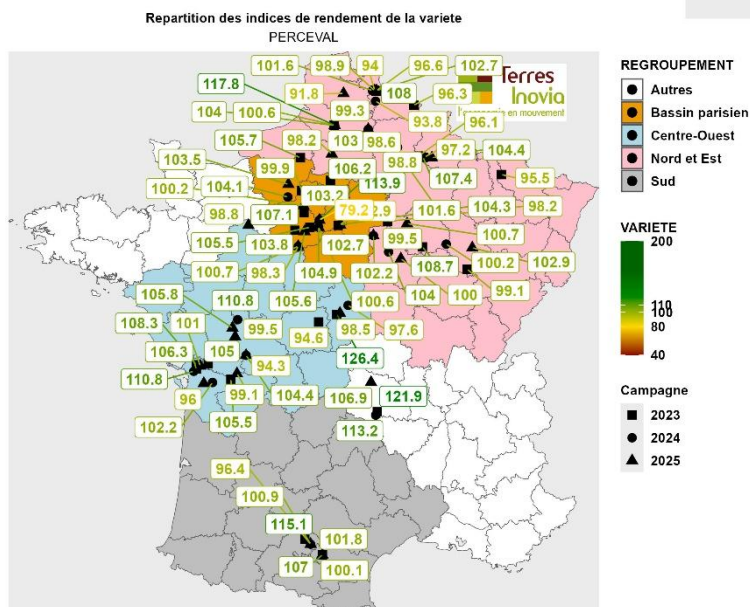 Repartition des indices de rendement de la variete
PERCEVAL
101.6 98.9 94 96.6 102.7
117.8 91.8 108 96.3
Terres
Inovia
en mouvement
104 100.6 99.3 93.8 96.1
105.7 98.2 103 98.6 97.2 104.4
103.5 99.9 106.2 98.8 107.4 95.5
100.2 104.1 103.2 113.9
98.8 107.1 79.2 2.9 101.6 104.3 98.2
105.5 103.8 102.7 99.5 100.7
100.7 98.3 104.9 102.2 108.7 100.2 102.9
105.8 110.8 105.6 100.6 104 100 99.1
108.3 101 99.5 94.6 98.5 97.6
106.3 105 94.3 126.4
110.8 96 99.1 104.4 106.9 121.9
102.2 105.5 113.2
96.4
100.9
115.1 101.8
107 100.1
REGROUPEMENT
Autres
Bassin parisien
Centre-Ouest
Nord et Est
Sud
VARIETE
200
110
100
80
40
Campagne
2023
2024
2025